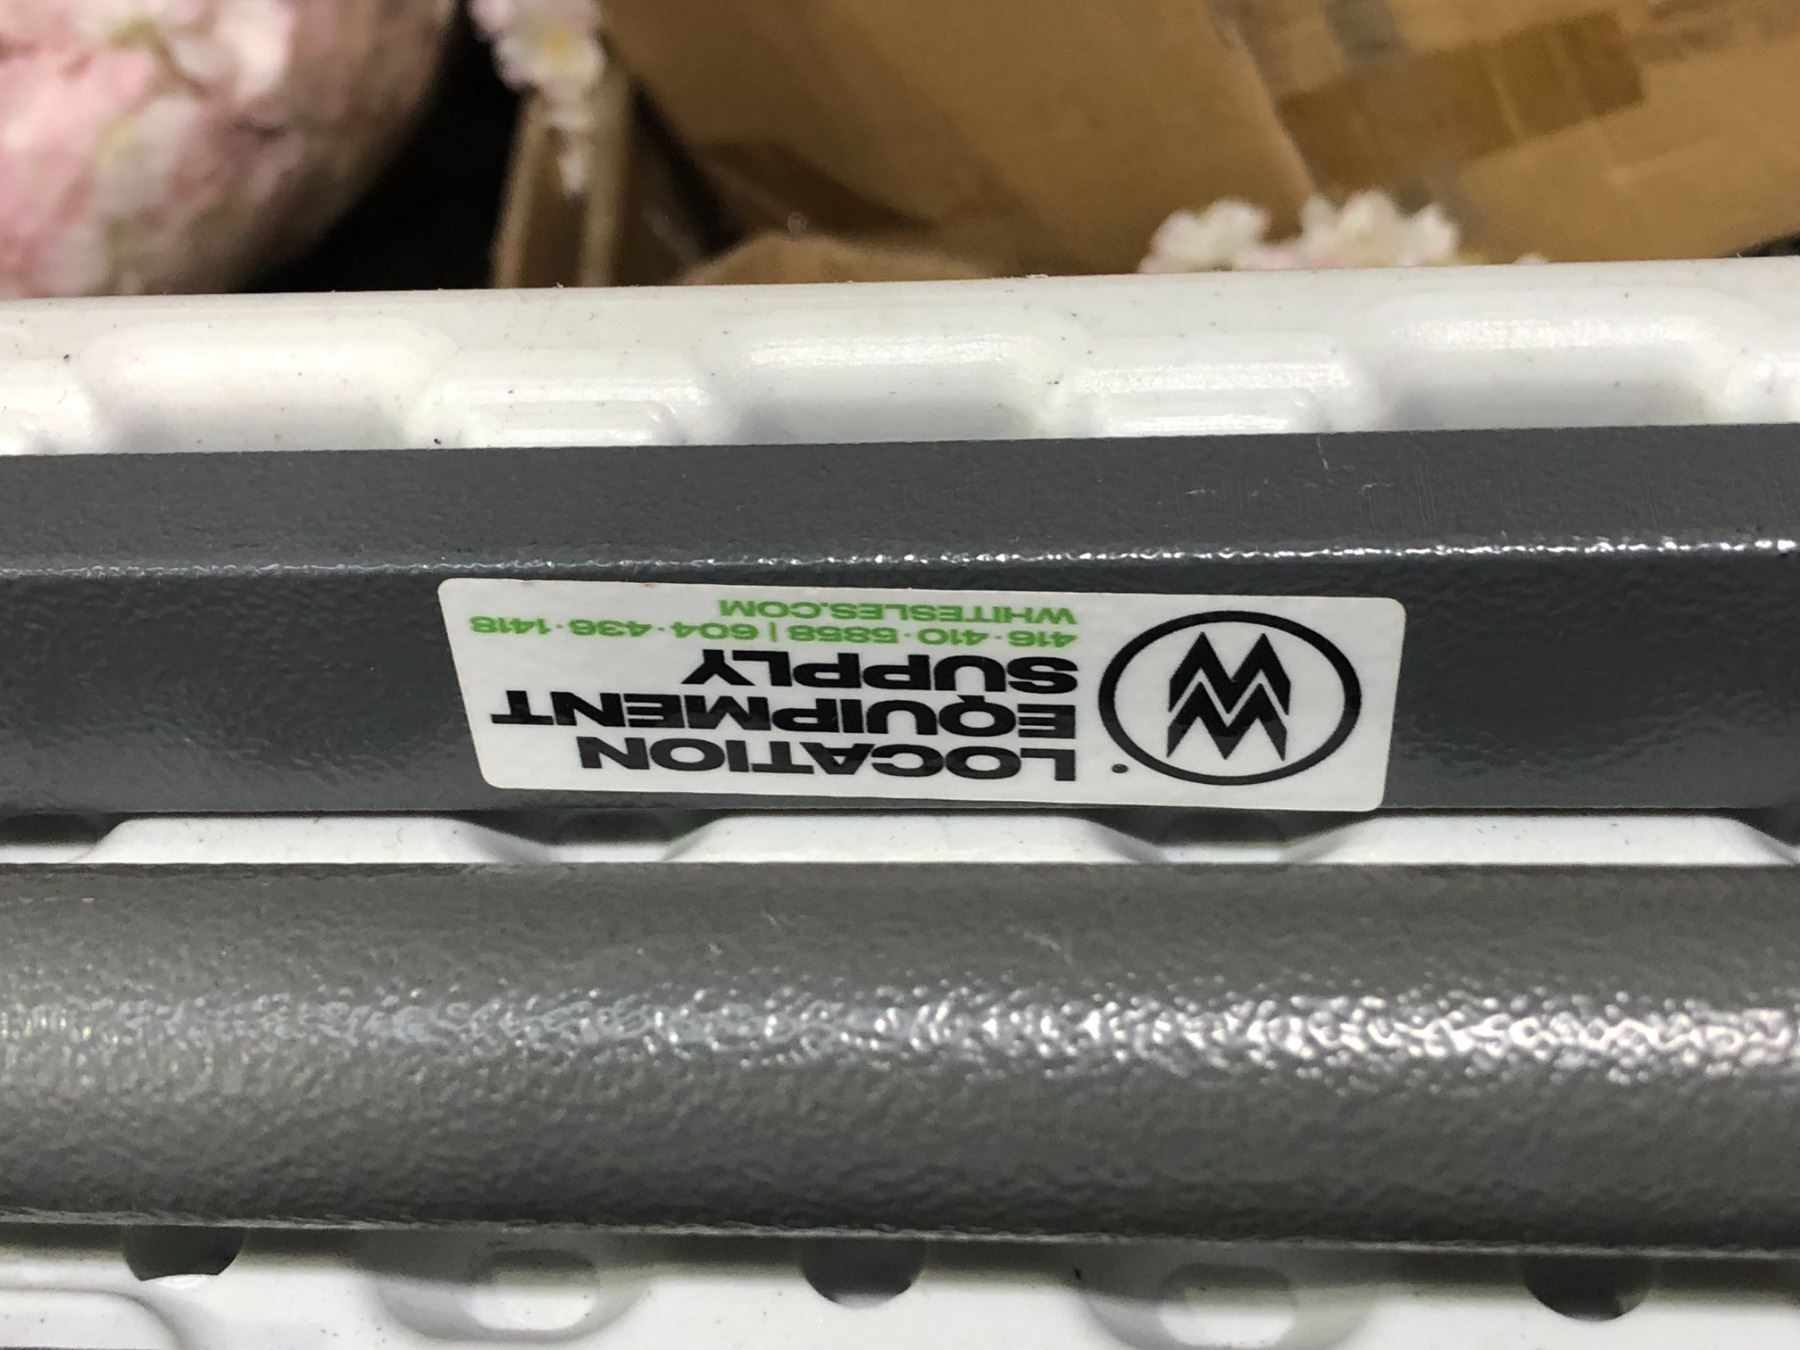 LOCATION
EQUIPMENT
SUPPLY
416·410·5858 | 604·436·1418
WHITESLES.COM